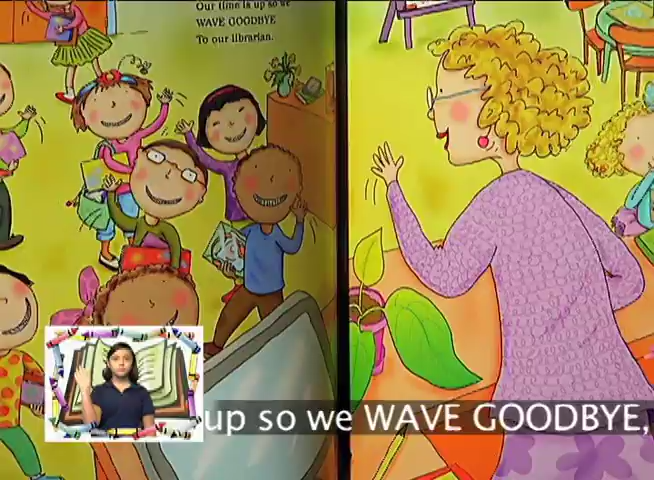 Our time is up so we
WAVE GOODBYE
To our librarian.
up so we WAVE GOODBYE,